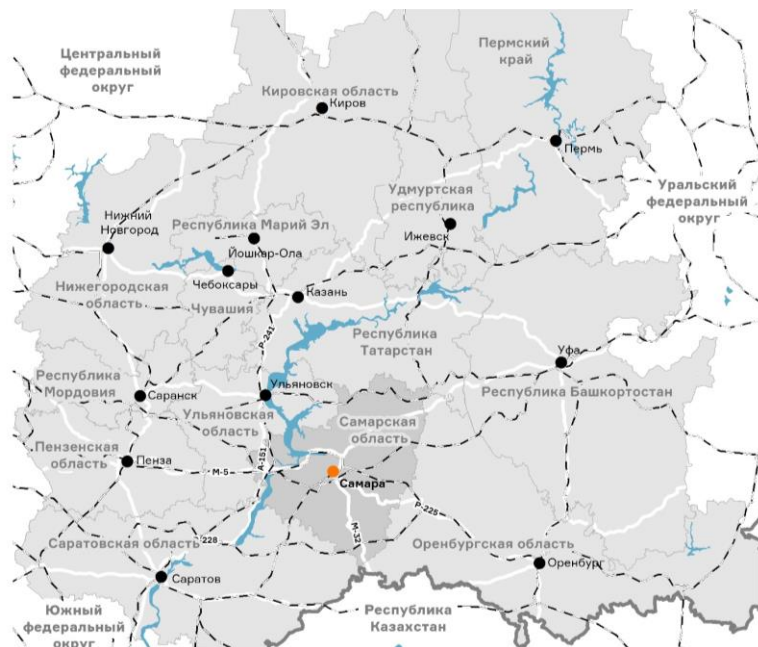 Центральный
федеральный
округ
Пермский
край
Кировская область
Киров
Пермь
Удмуртская
республика
Уральский
федеральный
округ
Нижний
Новгород
Республика Марий Эл
Йошкар-Ола
Ижевск
Чебоксары
Нижегородская
область
Чувашия
Казань
Р-241
Республика
Татарстан
Уфа
Республика
Мордовия
Саранск
Ульяновск
Ульяновская
область
Самарская
область
Республика Башкортостан
Пензенская
область
Пенза
М-5
А-151
Самара
Р-225
М-32
Саратовская область
228
Саратов
Оренбургская область
Оренбург
Южный
федеральный
округ
Республика
Казахстан